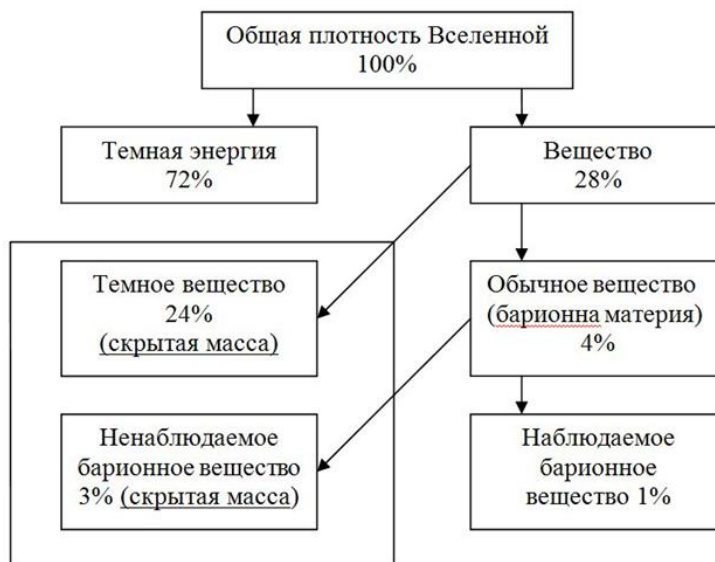 Общая плотность Вселенной
100%
Темная энергия
72%
Вещество
28%
Темное вещество
24%
(скрытая масса)
Обычное вещество
(барионна материя)
4%
Ненаблюдаемое
барионное вещество
3% (скрытая масса)
Наблюдаемое
барионное
вещество 1%